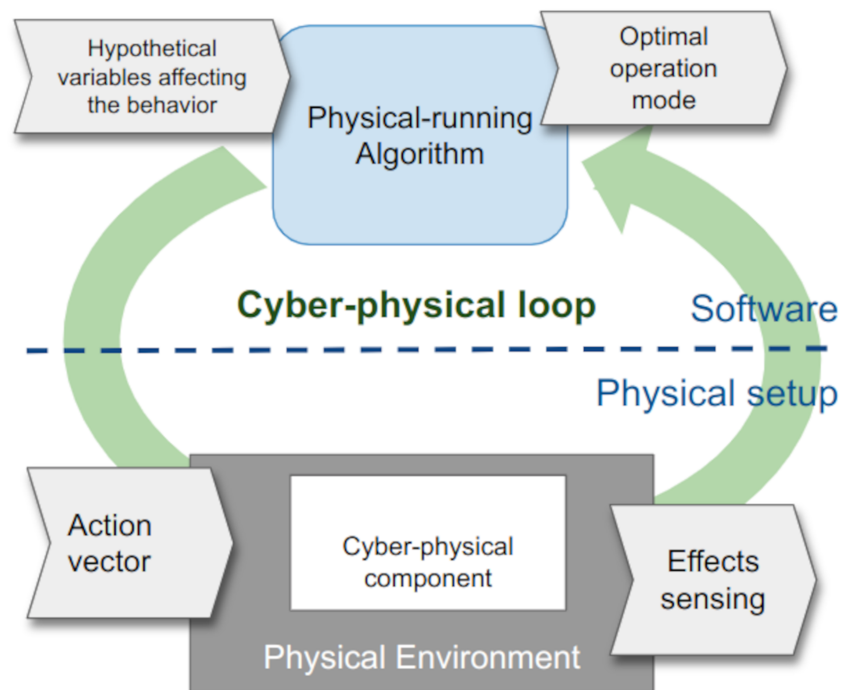 Hypothetical
variables affecting
the behavior
Physical-running
Algorithm
Optimal
operation
mode
Cyber-physical loop
Software
Physical setup
Action
vector
Cyber-physical
component
Effects
sensing
Physical Environment